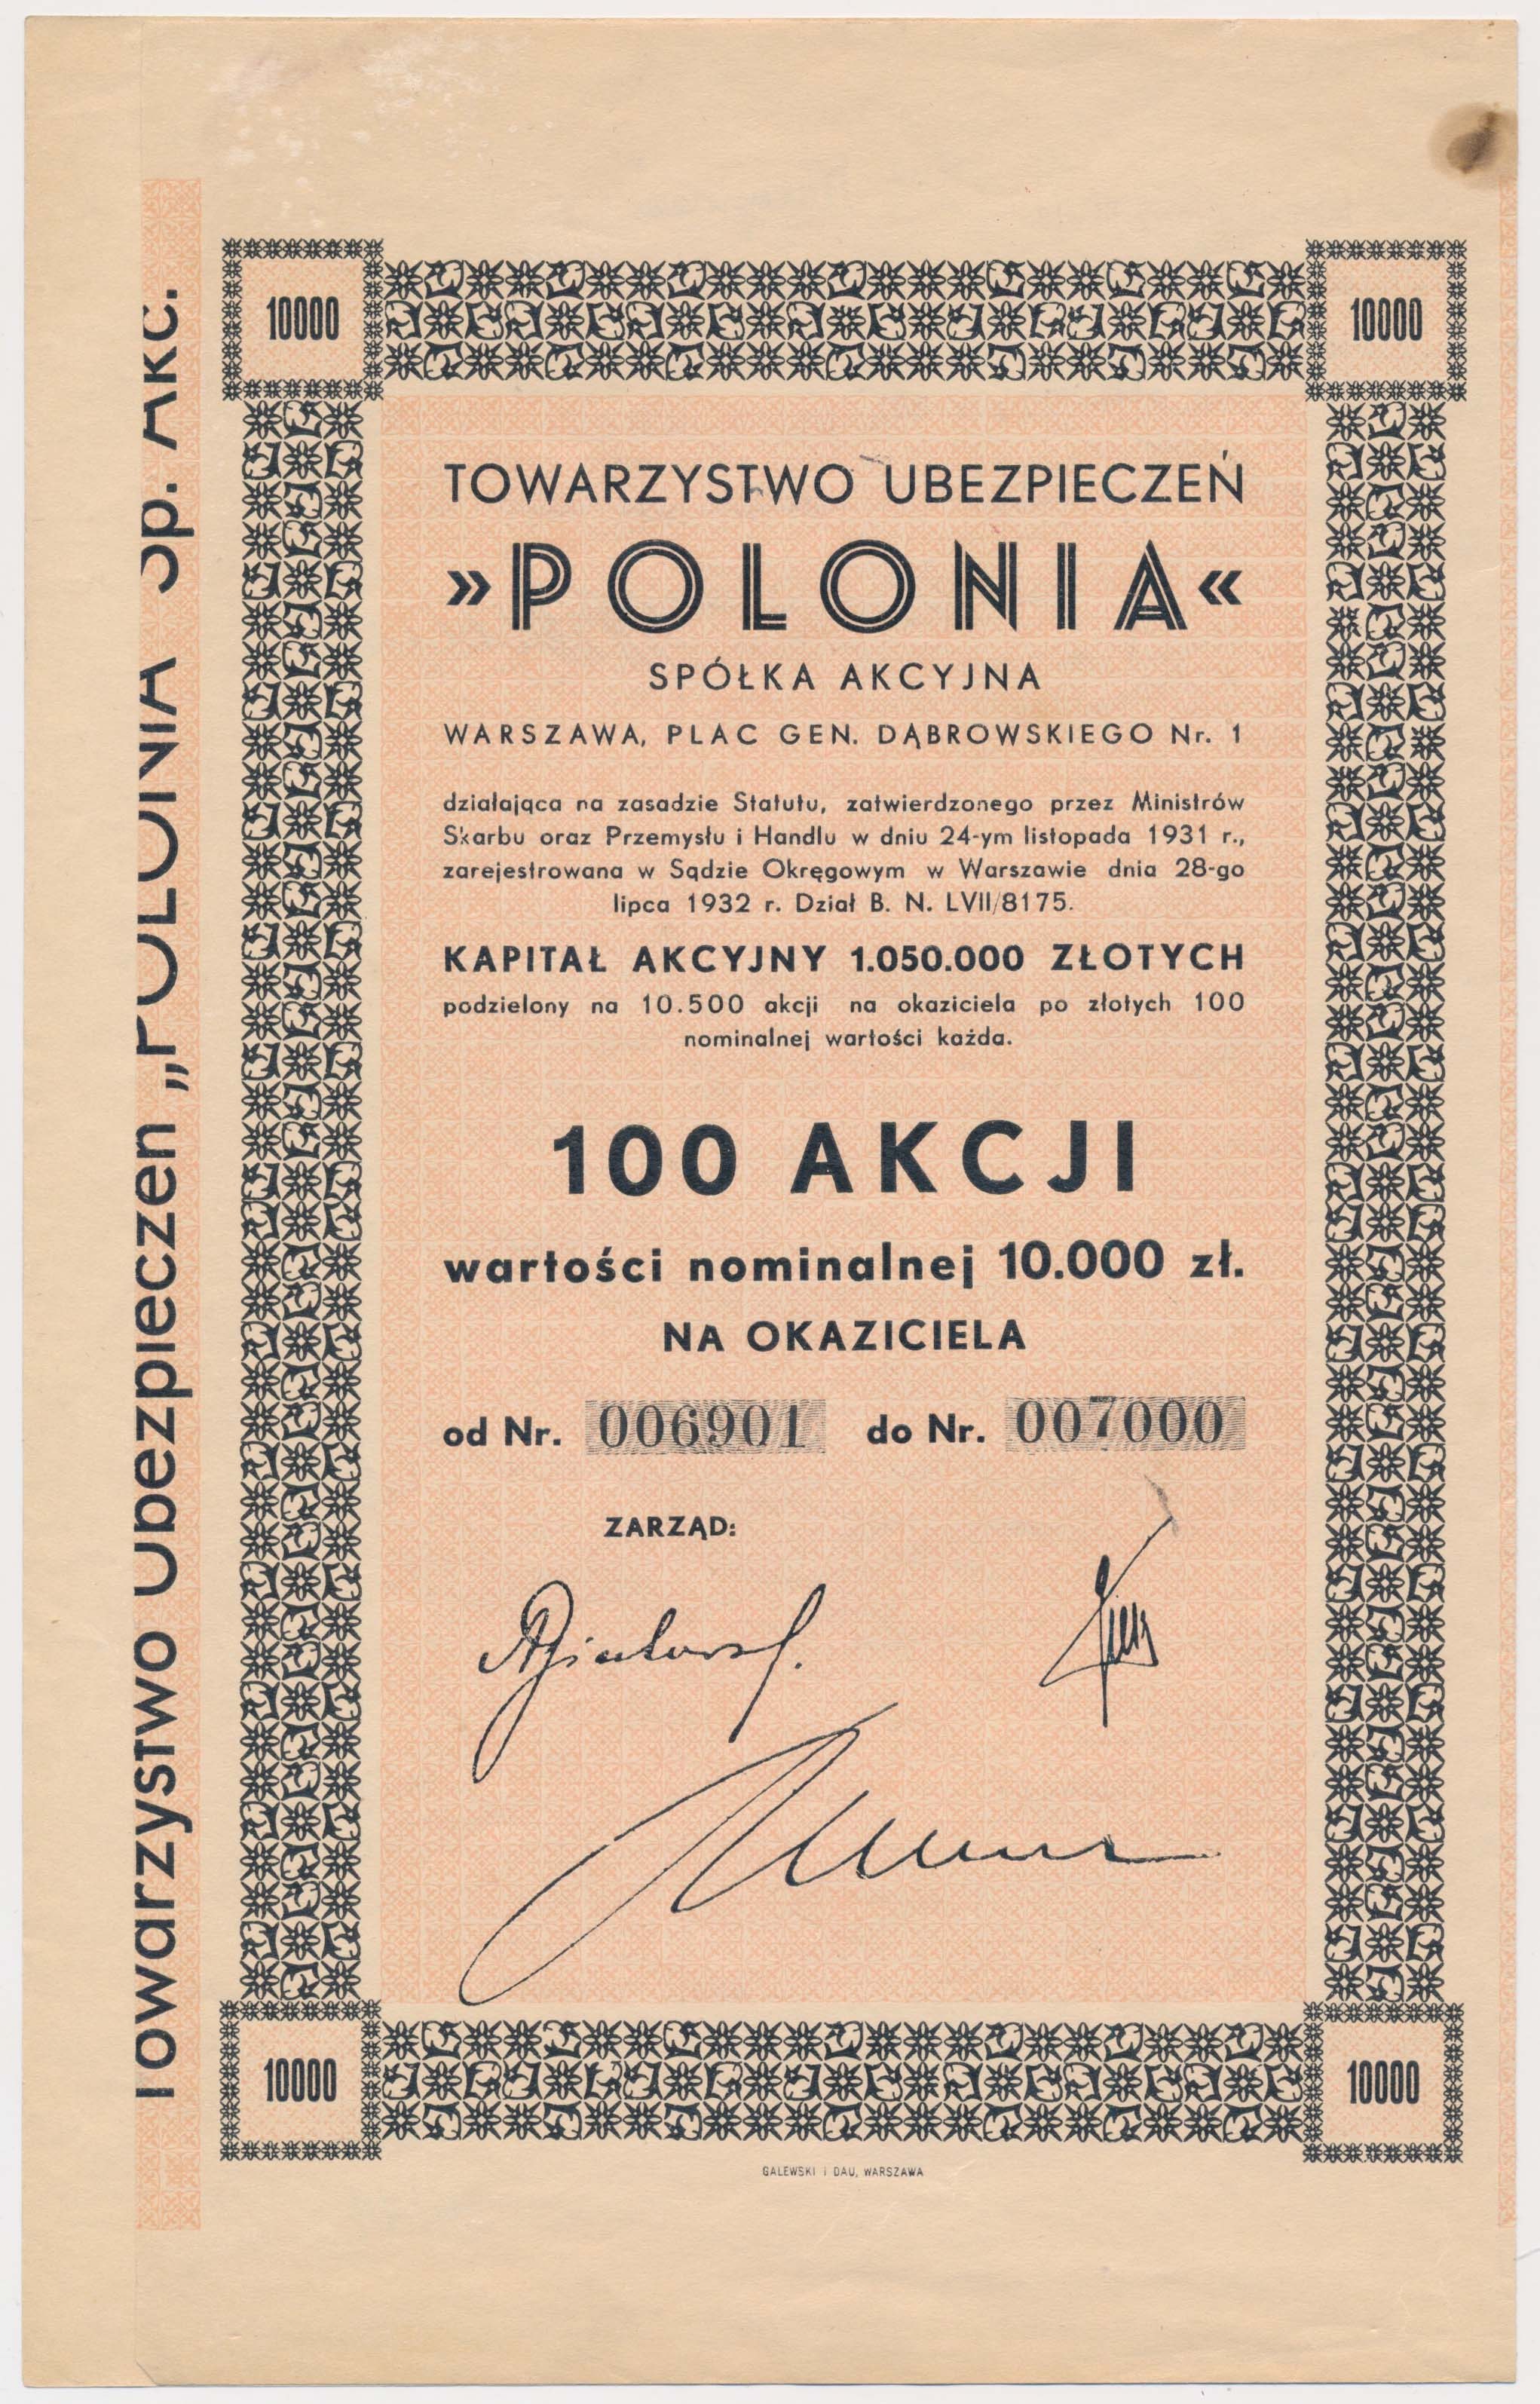 10000
10000
Towarzystwo Ubezpieczeń „POLONIA" Sp. Akc.
TOWARZYSTWO UBEZPIECZEŃ
»POLONIA«
SPÓŁKA AKCYJNA
WARSZAWA, PLAC GEN. DĄBROWSKIEGO Nr. 1
działająca na zasadzie Statutu, zatwierdzonego przez Ministrów
Skarbu oraz Przemysłu i Handlu w dniu 24-ym listopada 1931 r.,
zarejestrowana w Sądzie Okręgowym w Warszawie dnia 28-go
lipca 1932 r. Dział B. N. LVII/8175.
KAPITAŁ AKCYJNY 1.050.000 ZŁOTYCH
podzielony na 10.500 akcji na okaziciela po złotych 100
nominalnej wartości każda.
100 AKCJI
wartości nominalnej 10.000 zł.
NA OKAZICIELA
od Nr. 006901 do Nr. 007000
ZARZĄD:
10000
10000
GALEWSKI i DAU, WARSZAWA